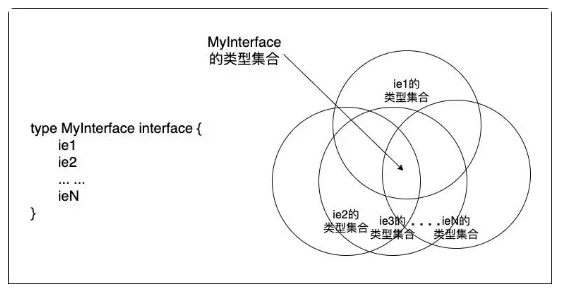 MyInterface
的类型集合
ie1的
类型集合
type MyInterface interface {
ie1
ie2
... ...
ieN
}
ie2的
类型集合
ie3的
类型集合
....
ieN的
类型集合